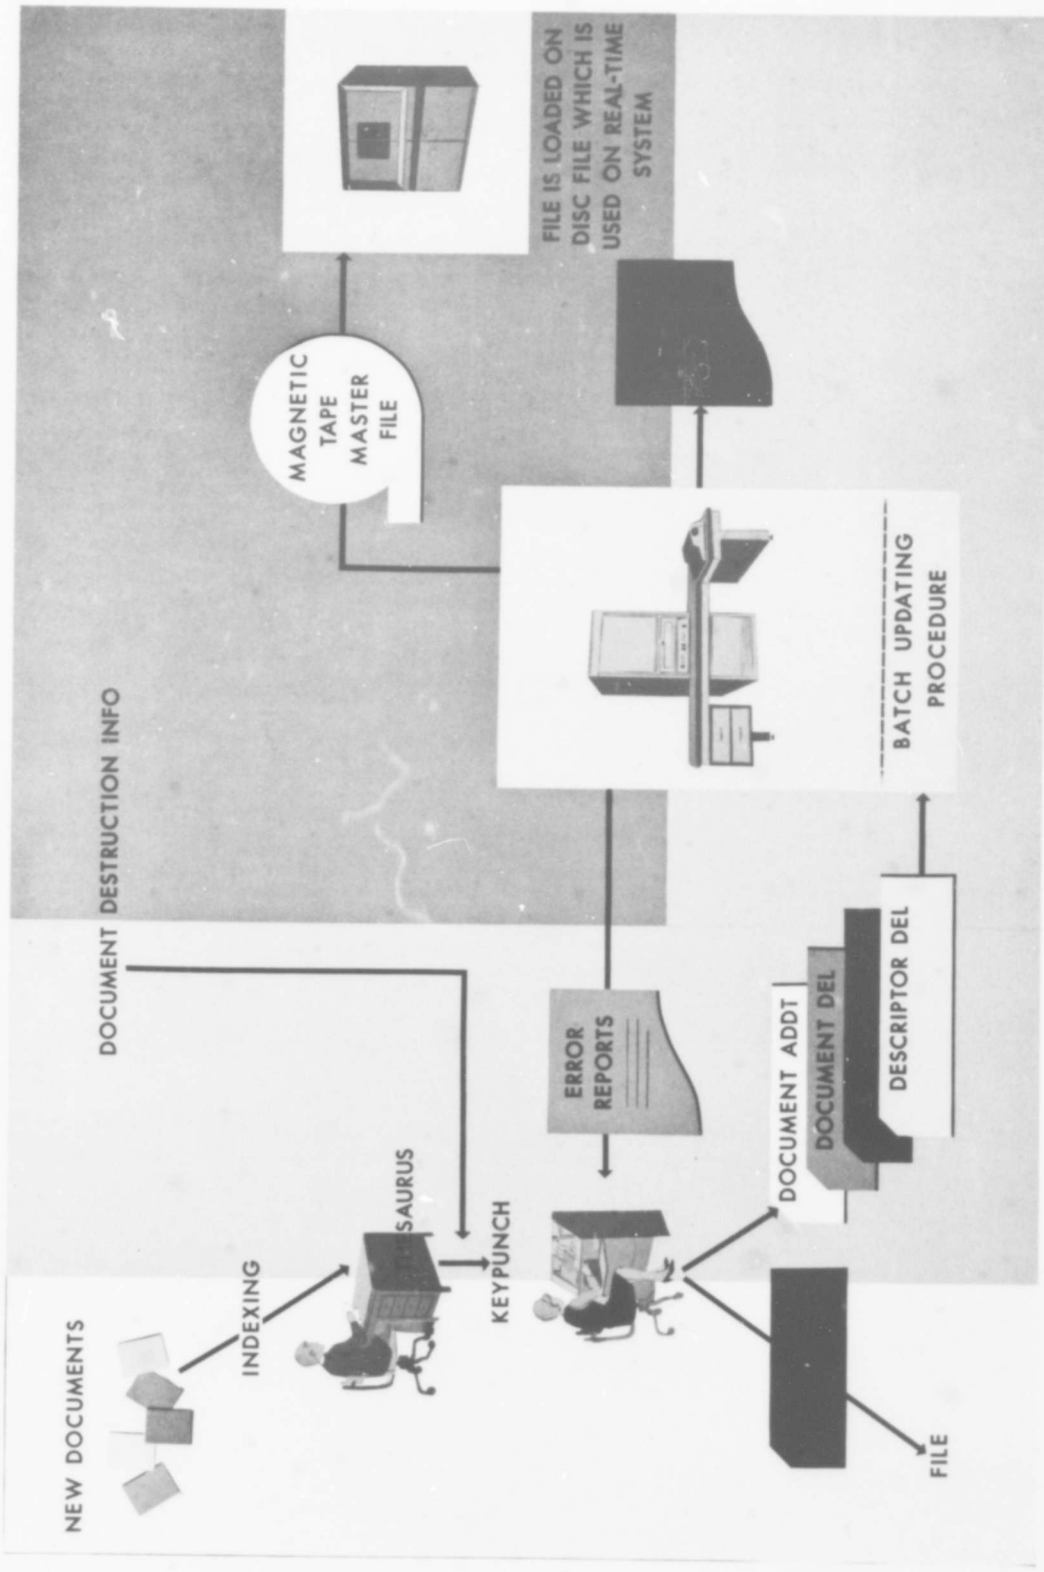 NEW DOCUMENTS
INDEXING
THESAURUS
KEYPUNCH
DOCUMENT DESTRUCTION INFO
ERROR
REPORTS
FILE
DOCUMENT ADDT
DOCUMENT DEL
DESCRIPTOR DEL
BATCH UPDATING
PROCEDURE
MAGNETIC
TAPE
MASTER
FILE
FILE IS LOADED ON
DISC FILE WHICH IS
USED ON REAL-TIME
SYSTEM